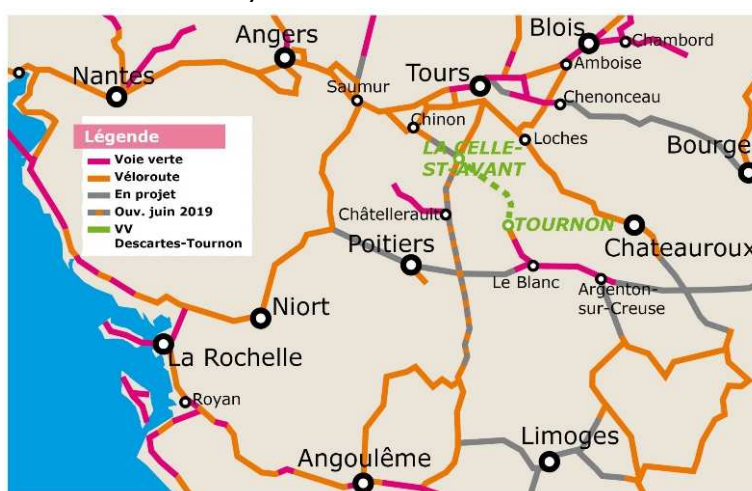 Blois
Angers
Chambord
Nantes
Amboise
Saumur
Tours
Chenonceau
Légende
Chinon
Loches
Bourge
Voie verte
LA CELLE-
ST-AVANT
Véloroute
En projet
Ouv. juin 2019
Châtellerault
VV
Descartes-Tournon
TOURNON
Poitiers
Chateauroux
Le Blanc
Argenton-
sur-Creuse
Niort
La Rochelle
Royan
Limoges
Angoulême